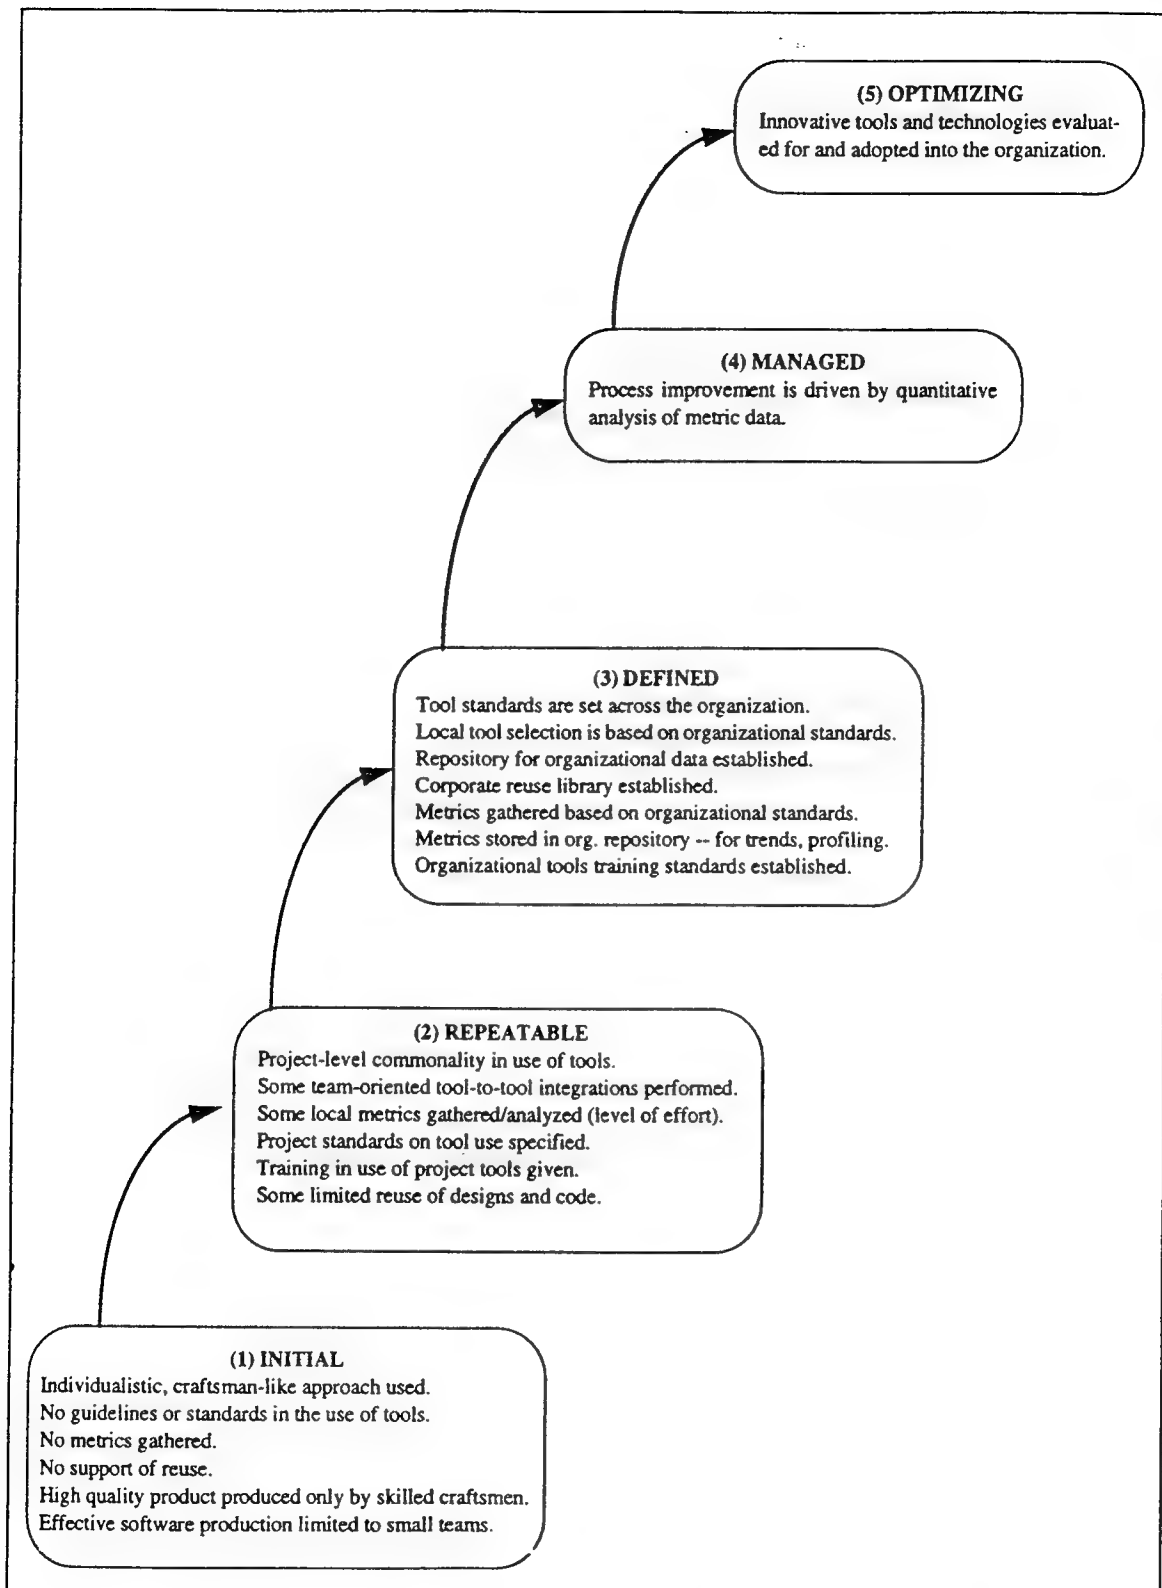 (5) OPTIMIZING
Innovative tools and technologies evaluat-
ed for and adopted into the organization.
(4) MANAGED
Process improvement is driven by quantitative
analysis of metric data.
(3) DEFINED
Tool standards are set across the organization.
Local tool selection is based on organizational standards.
Repository for organizational data established.
Corporate reuse library established.
Metrics gathered based on organizational standards.
Metrics stored in org. repository -- for trends, profiling.
Organizational tools training standards established.
(2) REPEATABLE
Project-level commonality in use of tools.
Some team-oriented tool-to-tool integrations performed.
Some local metrics gathered/analyzed (level of effort).
Project standards on tool use specified.
Training in use of project tools given.
Some limited reuse of designs and code.
(1) INITIAL
Individualistic, craftsman-like approach used.
No guidelines or standards in the use of tools.
No metrics gathered.
No support of reuse.
High quality product produced only by skilled craftsmen.
Effective software production limited to small teams.